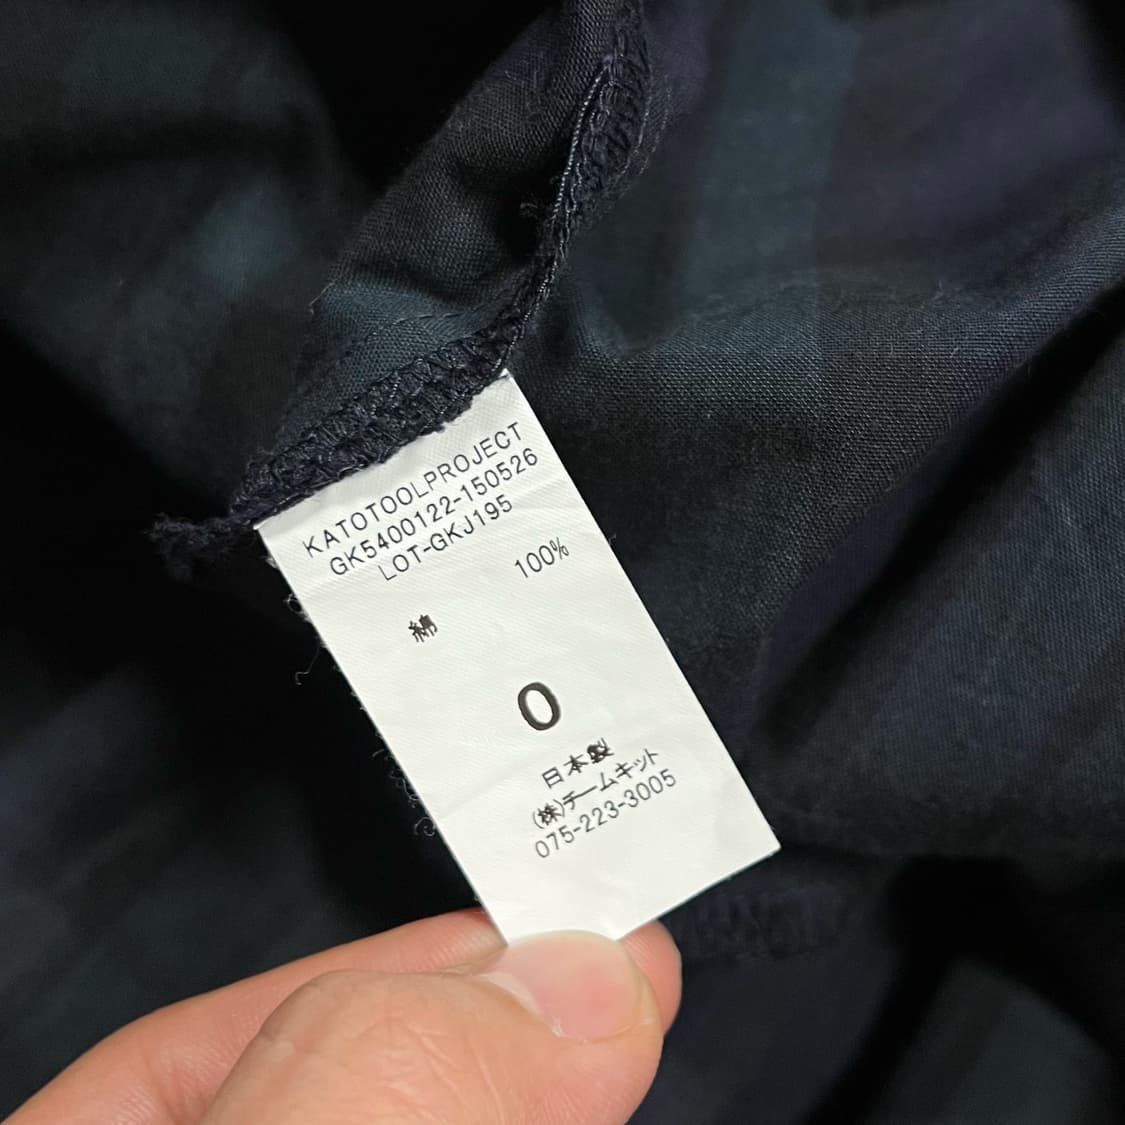 KATOTOOLPROJECT
GK5400122-150526
LOT-GKJ195
綿 100%
0
日本製
(株)チームキット
075-223-3005